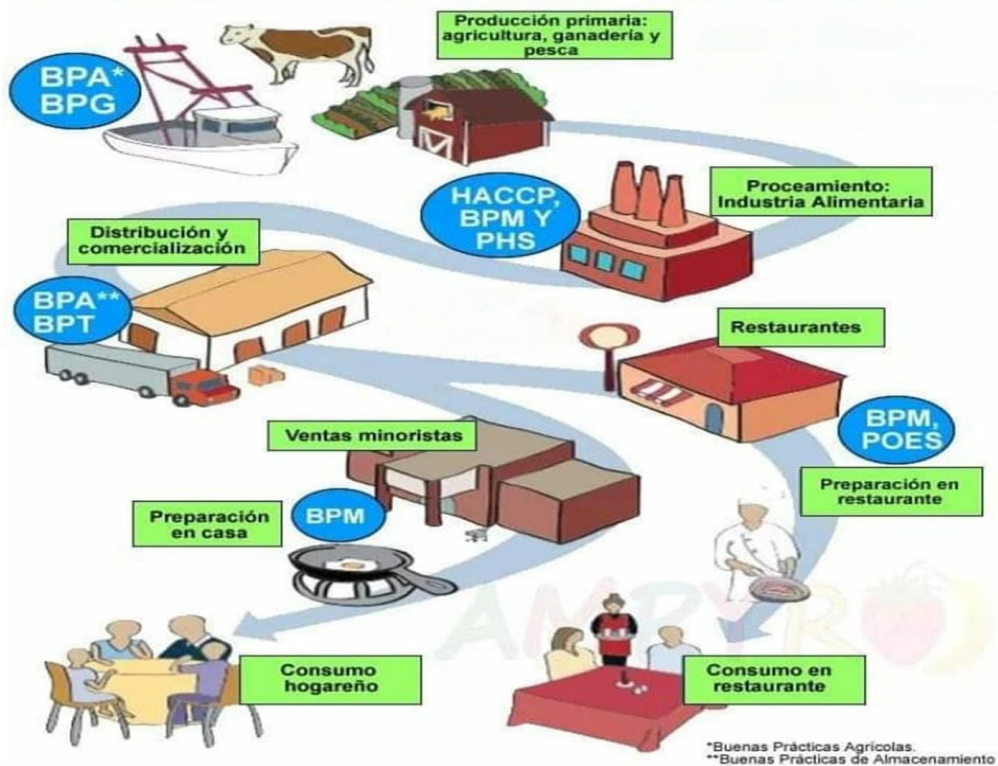 Producción primaria:
agricultura, ganadería y
pesca
BPA*
BPG
HACCP,
BPM Y
PHS
Proceamiento:
Industria Alimentaria
Distribución y
comercialización
BPA**
BPT
Restaurantes
BPM,
POES
Ventas minoristas
Preparación en
restaurante
Preparación
en casa
BPM
AMPYRO
Consumo
hogareño
Consumo en
restaurante
*Buenas Prácticas Agrícolas.
**Buenas Prácticas de Almacenamiento